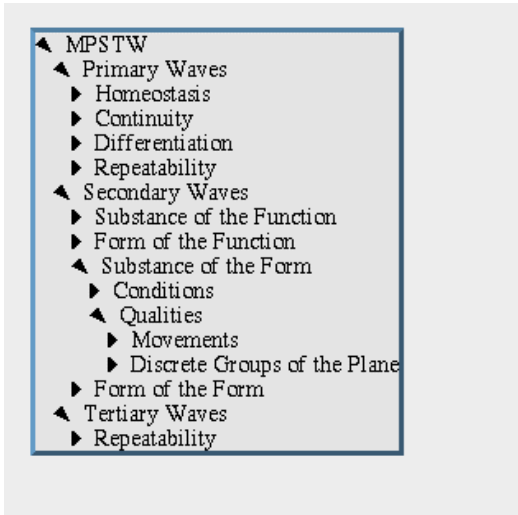 MPSTW
Primary Waves
Homeostasis
Continuity
Differentiation
Repeatability
Secondary Waves
Substance of the Function
Form of the Function
Substance of the Form
Conditions
Qualities
Movements
Discrete Groups of the Plane
Form of the Form
Tertiary Waves
Repeatability